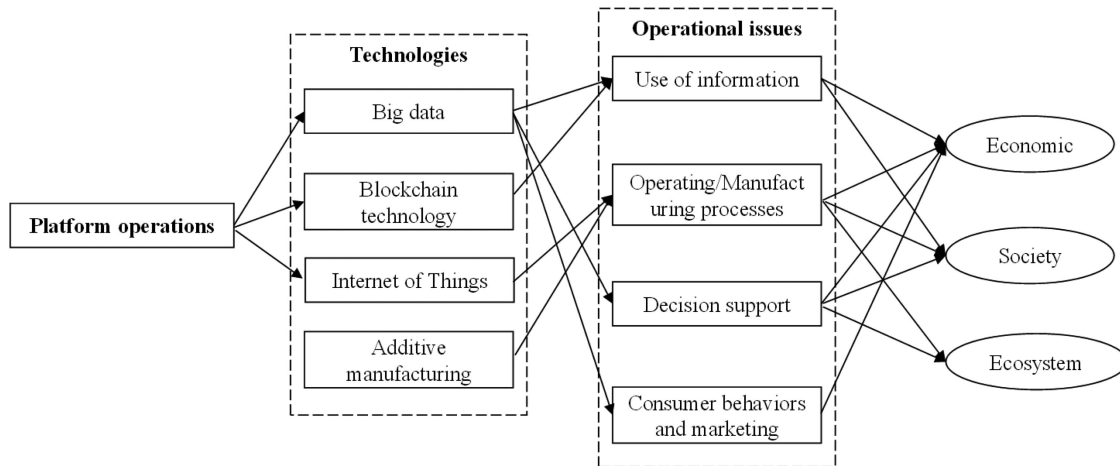 Platform operations
Technologies
Big data
Blockchain
technology
Internet of Things
Additive
manufacturing
Operational issues
Use of information
Operating/Manufact
uring processes
Decision support
Consumer behaviors
and marketing
Economic
Society
Ecosystem